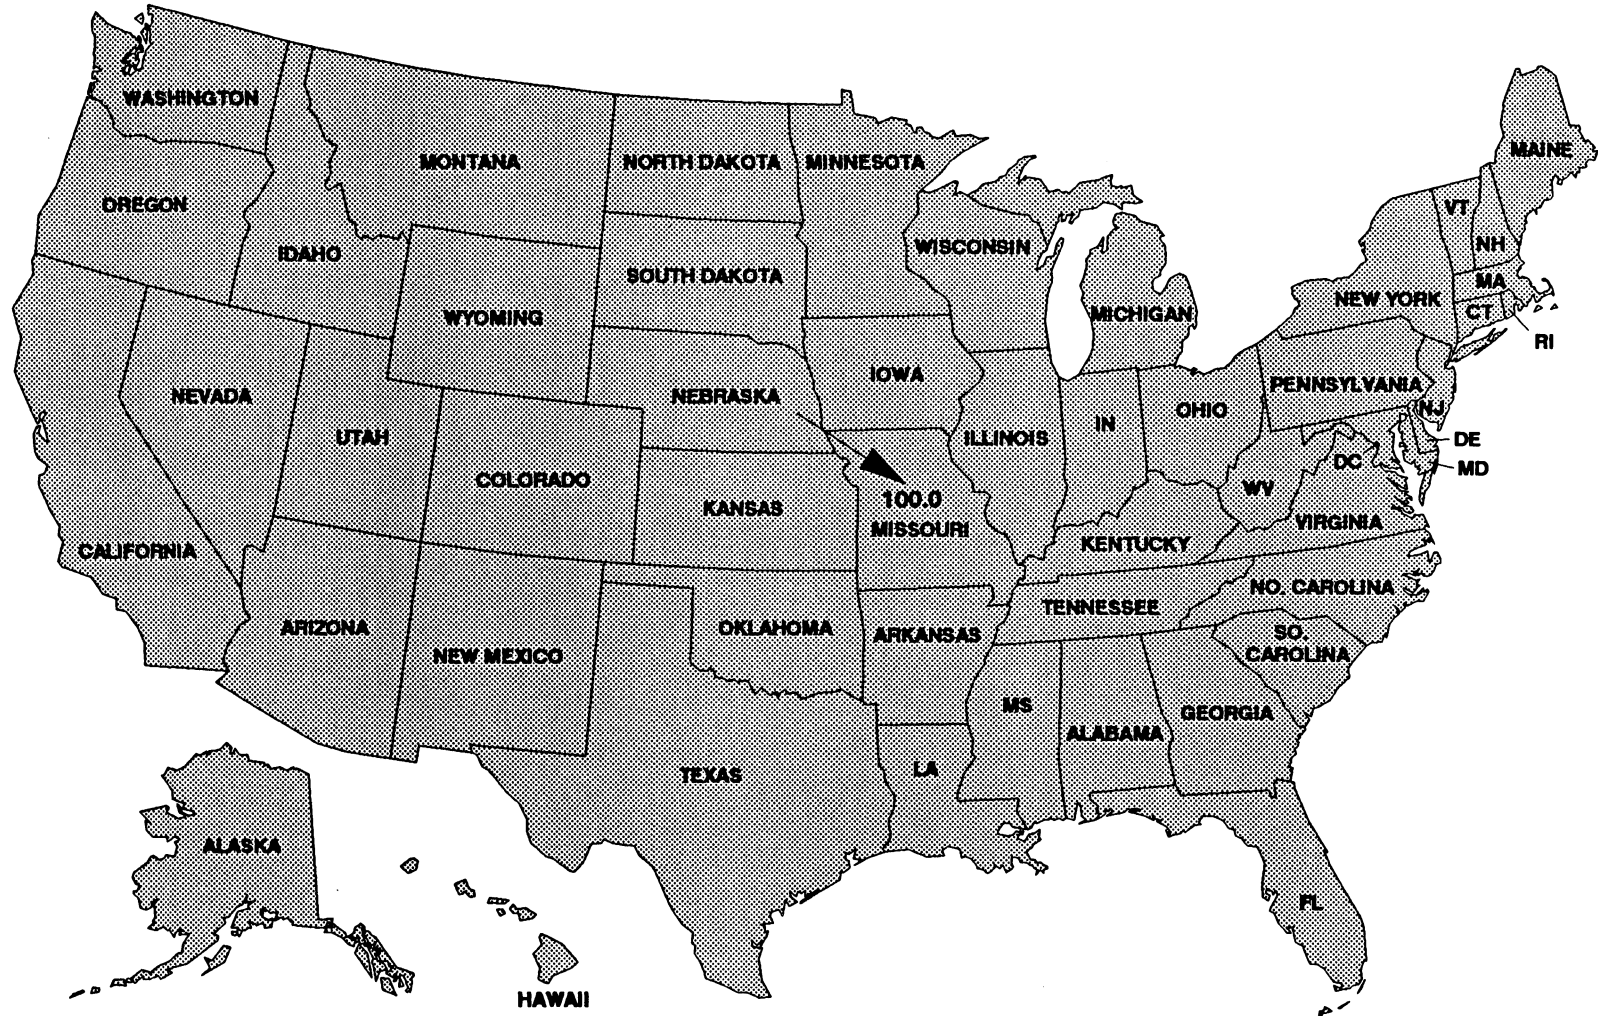 WASHINGTON
MONTANA
NORTH DAKOTA
MINNESOTA
MAINE
OREGON
IDAHO
VT
NH
WISCONSIN
SOUTH DAKOTA
WYOMING
MICHIGAN
NEW YORK
MA
CT
RI
NEVADA
UTAH
NEBRASKA
IOWA
ILLINOIS
IN
OHIO
PENNSYLVANIA
NJ
DE
MD
DC
WV
COLORADO
KANSAS
100.0
MISSOURI
VIRGINIA
KENTUCKY
CALIFORNIA
ARIZONA
NEW MEXICO
OKLAHOMA
ARKANSAS
TENNESSEE
NO. CAROLINA
SO.
CAROLINA
MS
ALABAMA
GEORGIA
TEXAS
LA
FL
ALASKA
HAWAII